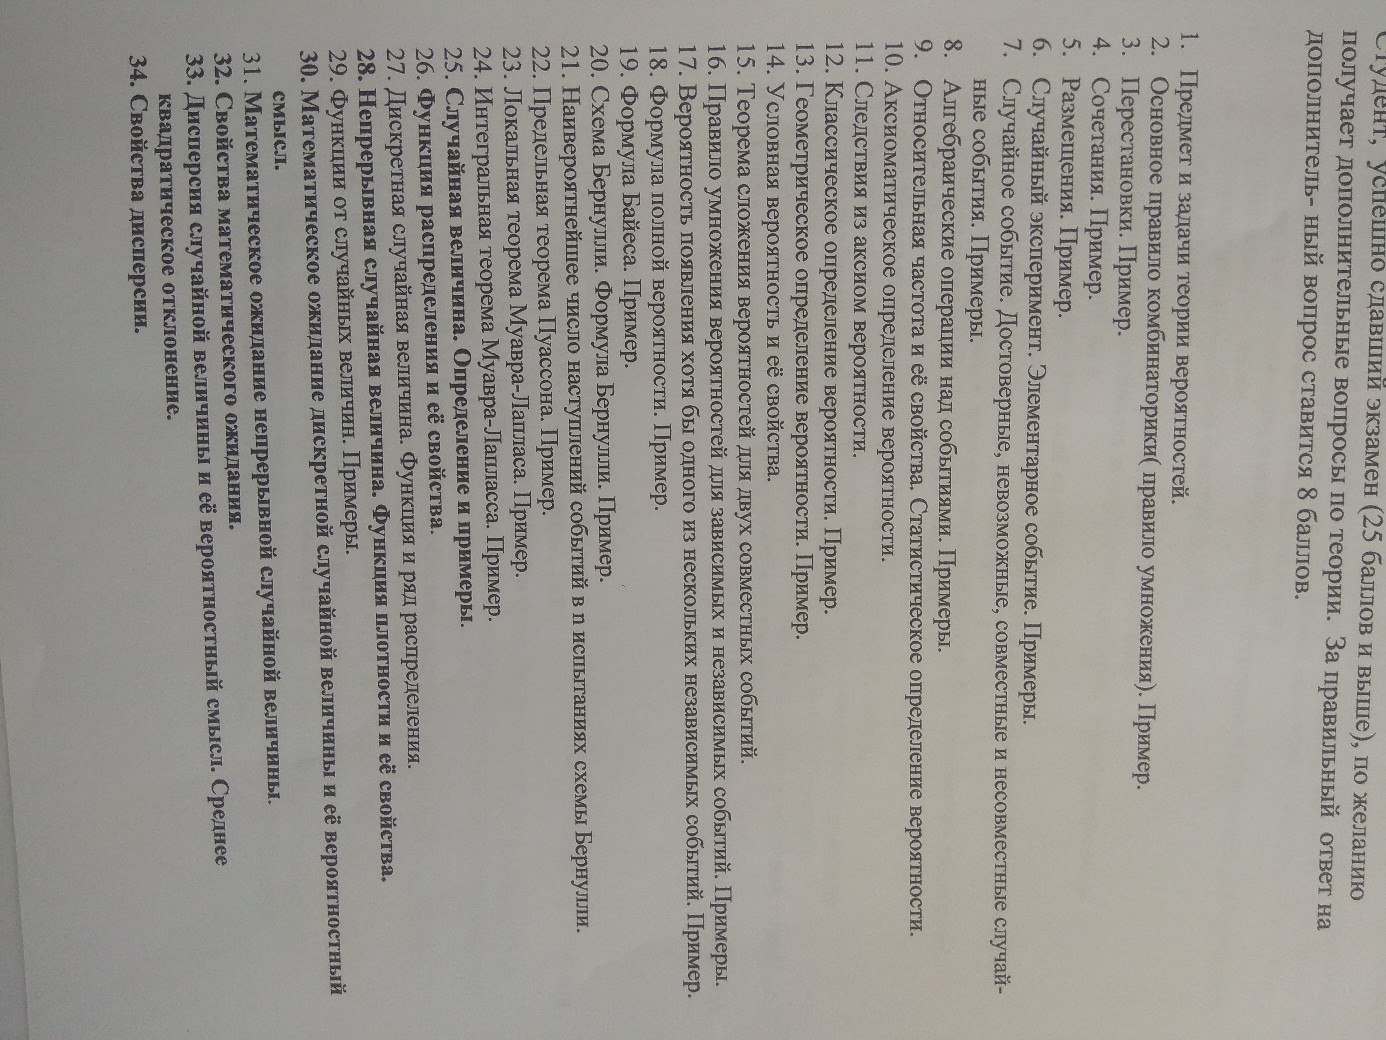 Студент, успешно сдавший экзамен (25 баллов и выше), по желанию
получает дополнительные вопросы по теории. За правильный ответ на
дополнитель- ный вопрос ставится 8 баллов.
1. Предмет и задачи теории вероятностей.
2. Основное правило комбинаторики( правило умножения). Пример.
3. Перестановки. Пример.
4. Сочетания. Пример.
5. Размещения. Пример.
6. Случайный эксперимент. Элементарное событие. Примеры.
7. Случайное событие. Достоверные, невозможные, совместные и несовместные случай-
ные события. Примеры.
8. Алгебраические операции над событиями. Примеры.
9. Относительная частота и её свойства. Статистическое определение вероятности.
10. Аксиоматическое определение вероятности.
11. Следствия из аксиом вероятности.
12. Классическое определение вероятности. Пример.
13. Геометрическое определение вероятности. Пример.
14. Условная вероятность и её свойства.
15. Теорема сложения вероятностей для двух совместных событий.
16. Правило умножения вероятностей для зависимых и независимых событий. Примеры.
17. Вероятность появления хотя бы одного из нескольких независимых событий. Пример.
18. Формула полной вероятности. Пример.
19. Формула Байеса. Пример.
20. Схема Бернулли. Формула Бернулли. Пример.
21. Наивероятнейшее число наступлений событий в n испытаниях схемы Бернулли.
22. Предельная теорема Пуассона. Пример.
23. Локальная теорема Муавра-Лапласа. Пример.
24. Интегральная теорема Муавра-Лапласса. Пример.
25. Случайная величина. Определение и примеры.
26. Функция распределения и её свойства.
27. Дискретная случайная величина. Функция и ряд распределения.
28. Непрерывная случайная величина. Функция плотности и её свойства.
29. Функции от случайных величин. Примеры.
30. Математическое ожидание дискретной случайной величины и её вероятностный
смысл.
31. Математическое ожидание непрерывной случайной величины.
32. Свойства математического ожидания.
33. Дисперсия случайной величины и её вероятностный смысл. Среднее
квадратическое отклонение.
34. Свойства дисперсии.